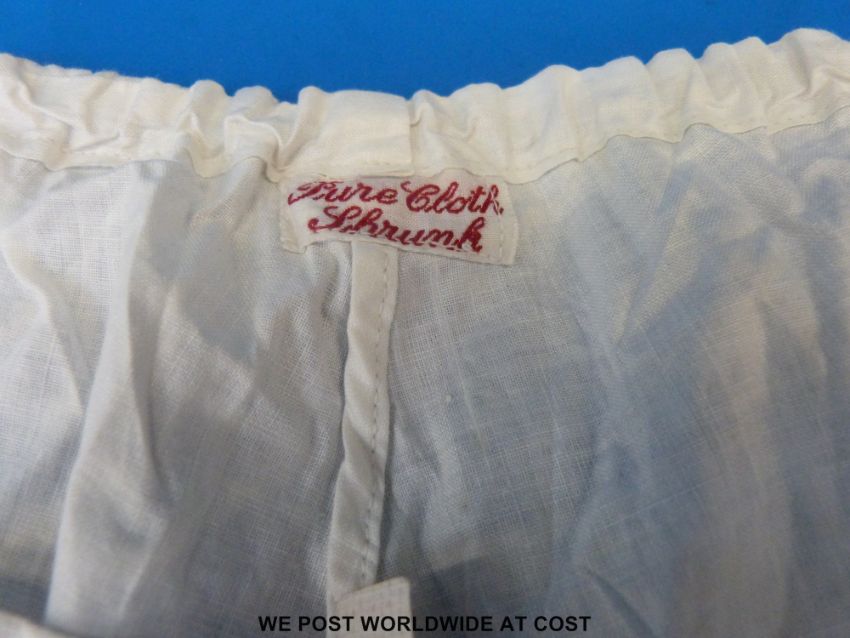 Pure Cloth
Shrunk
WE POST WORLDWIDE AT COST